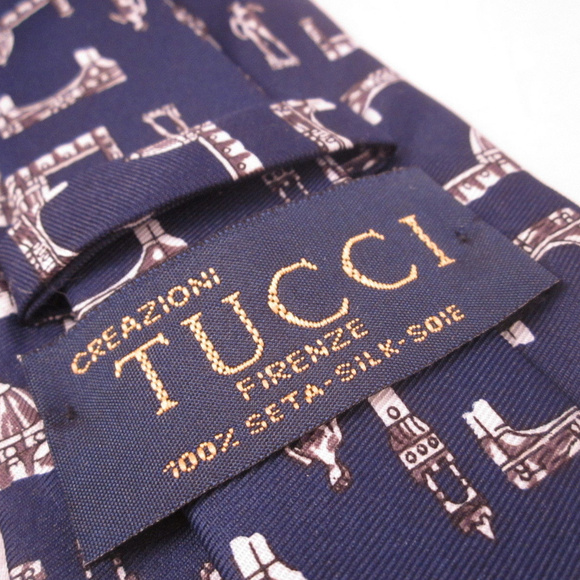 CREAZIONI
TUCCI
FIRENZE
100% SETA-SILK-SOIE